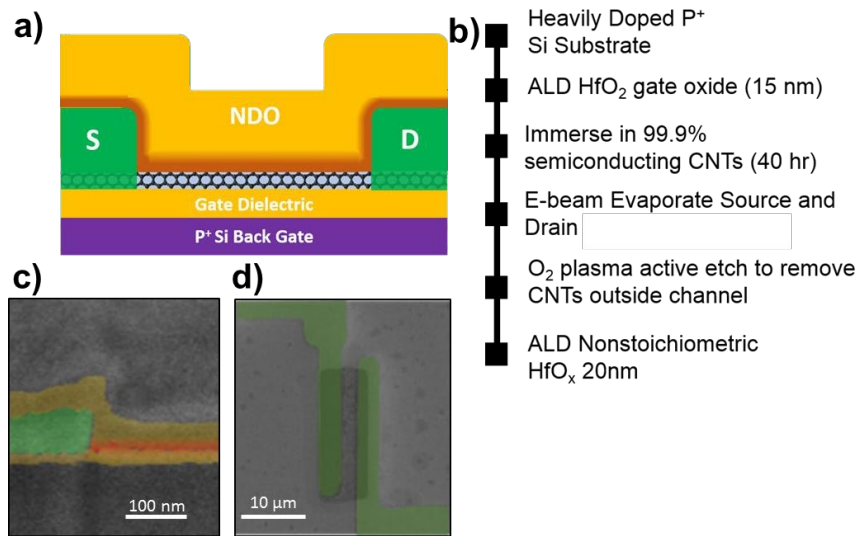 a)
NDO
S
D
Gate Dielectric
P⁺ Si Back Gate
b)
Heavily Doped P⁺
Si Substrate
ALD HfO₂ gate oxide (15 nm)
Immerse in 99.9%
semiconducting CNTs (40 hr)
E-beam Evaporate Source and
Drain
O₂ plasma active etch to remove
CNTs outside channel
ALD Nonstoichiometric
HfOₓ 20nm
c)
100 nm
d)
10 µm